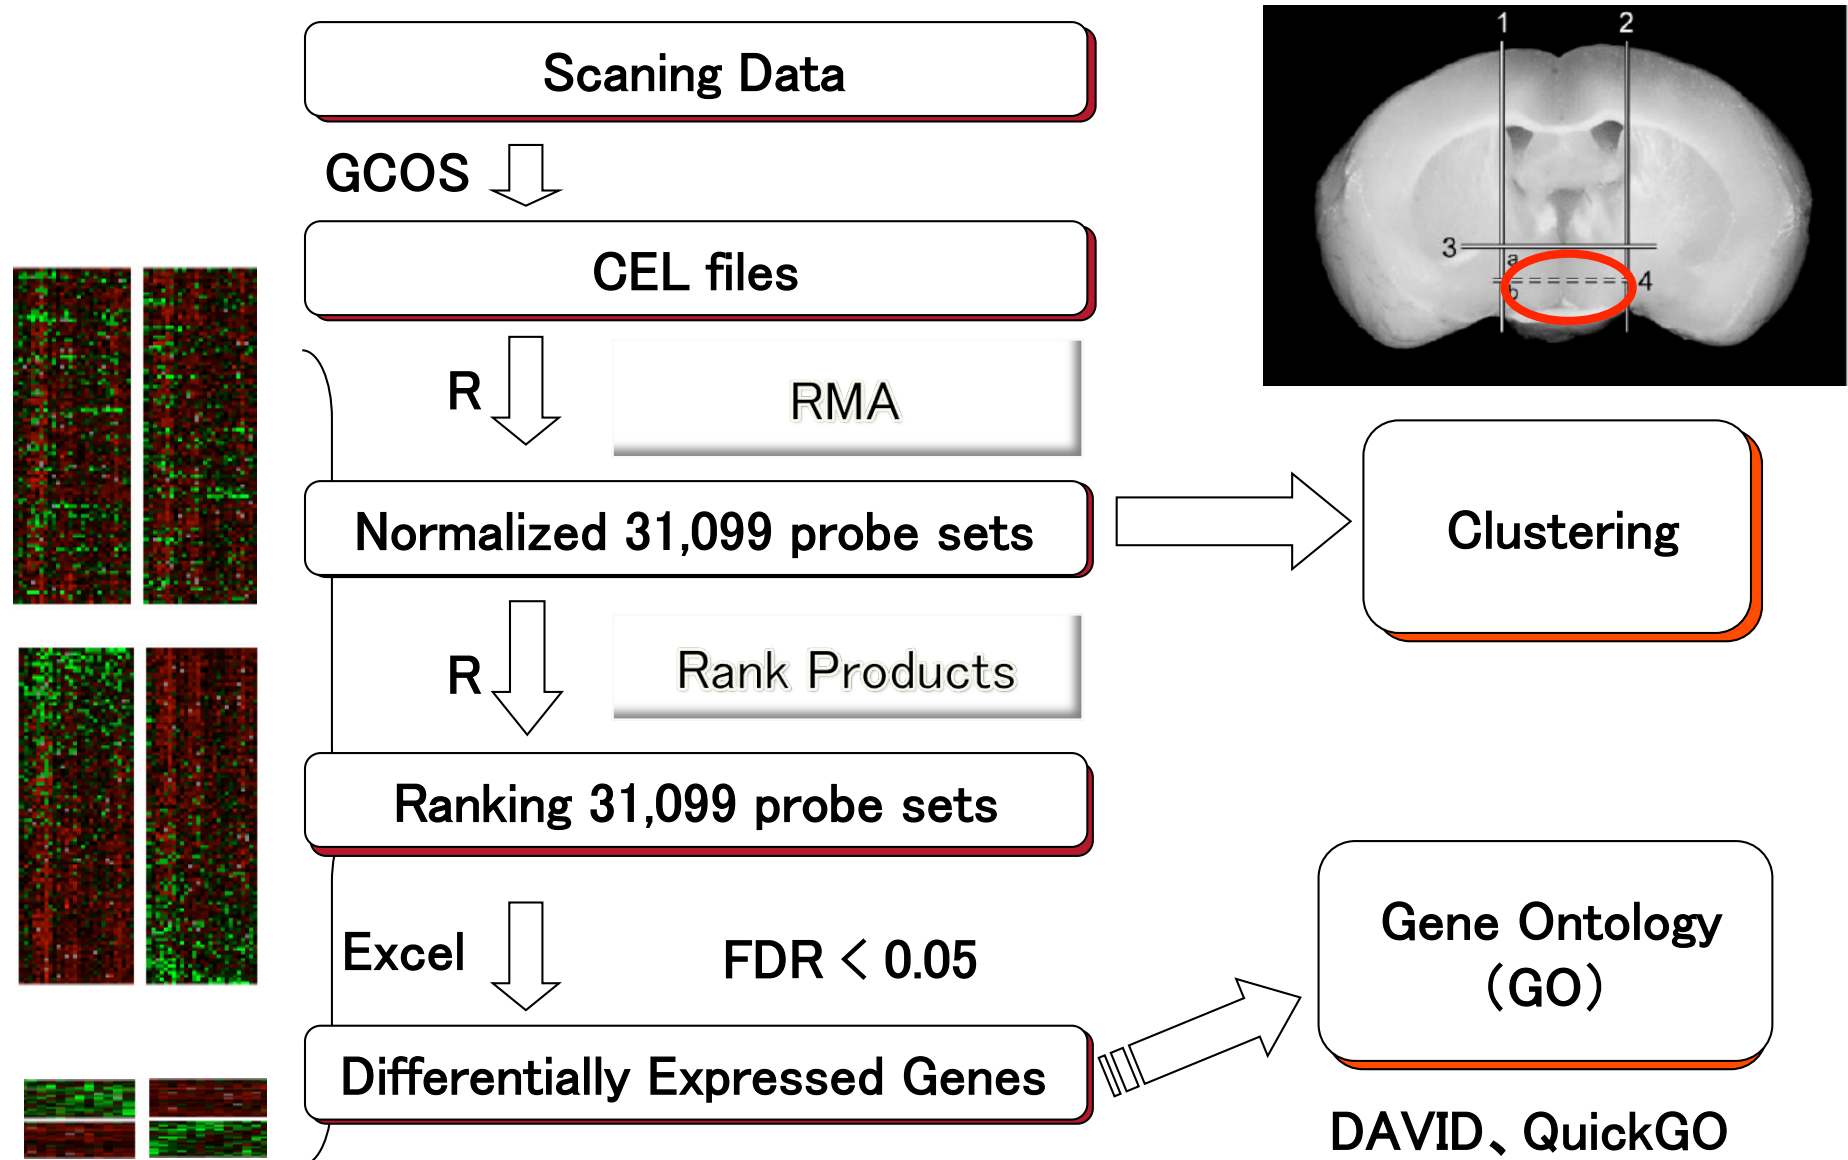 Scaning Data
GCOS
CEL files
R
RMA
Normalized 31,099 probe sets
Clustering
R
Rank Products
Ranking 31,099 probe sets
Excel
FDR < 0.05
Differentially Expressed Genes
Gene Ontology
(GO)
DAVID、QuickGO
1 2
3
a
4
b